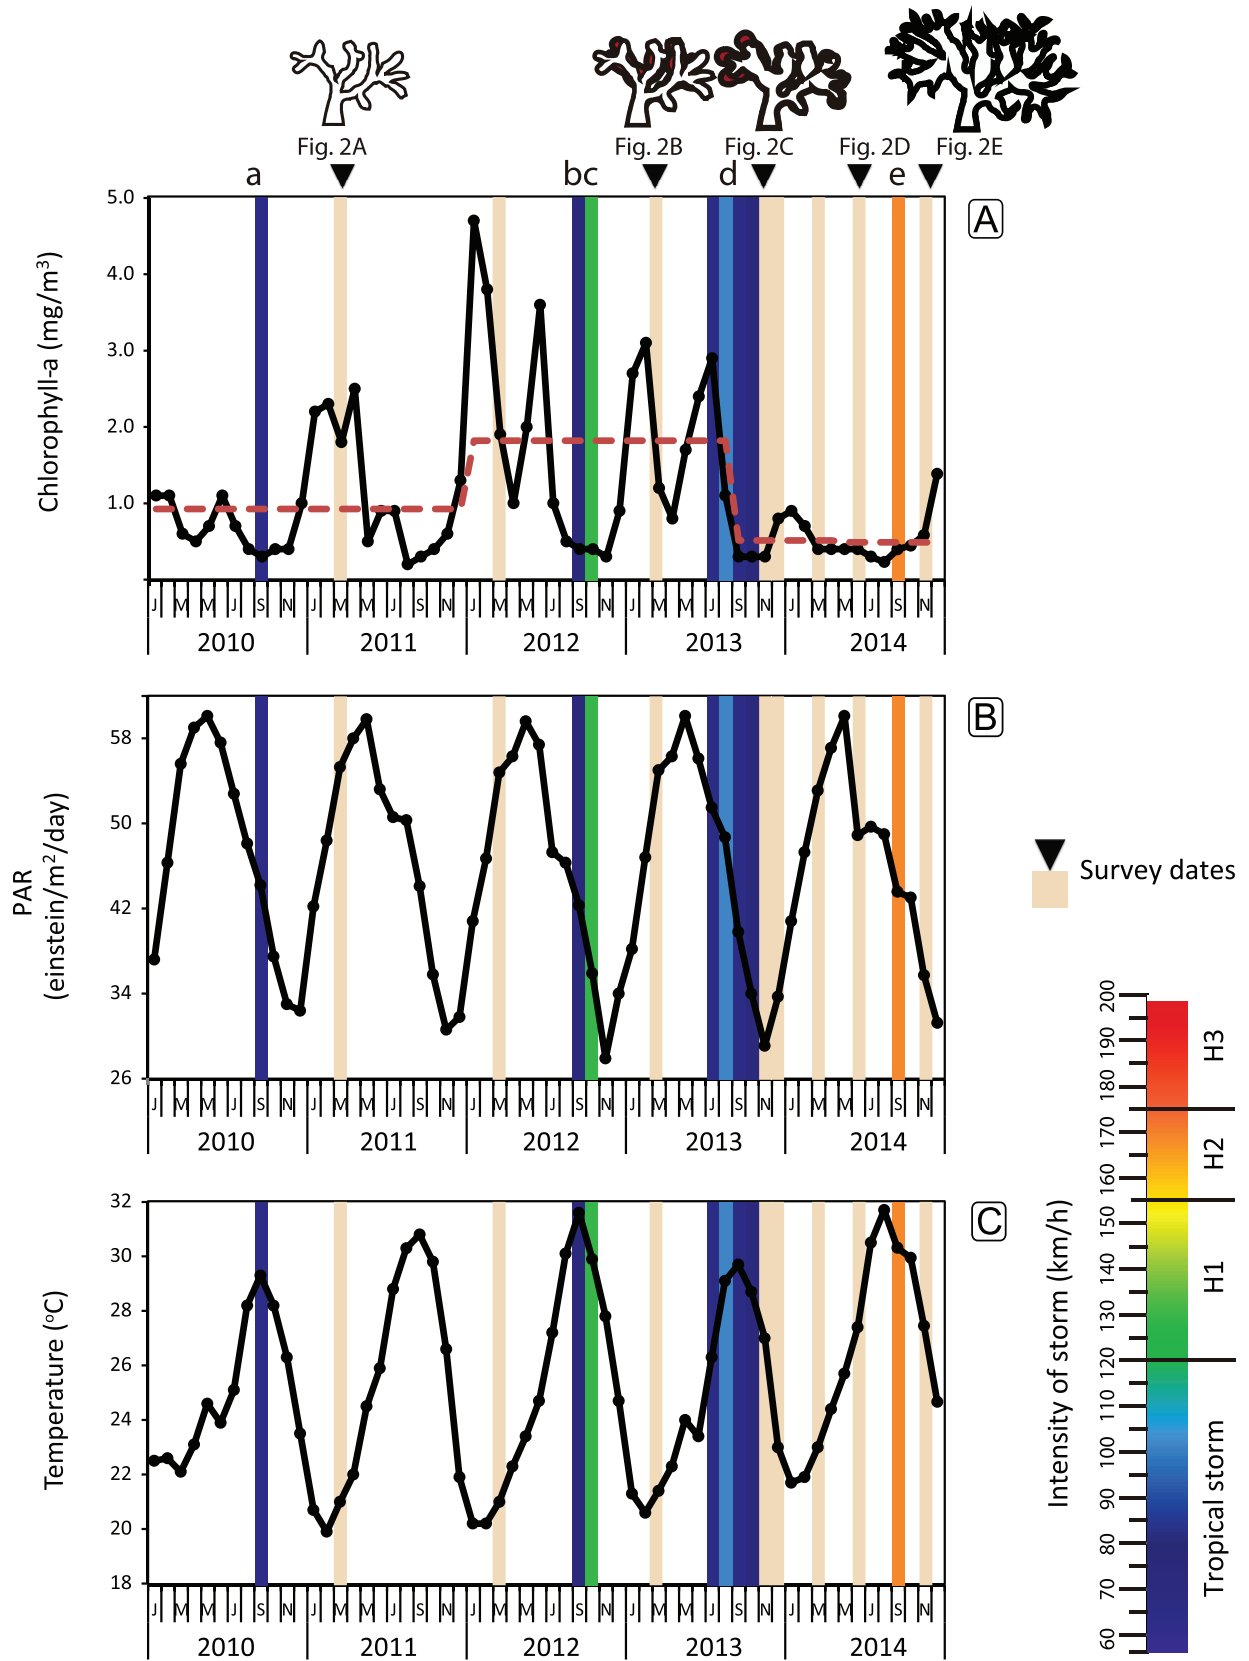 Fig. 2A Fig. 2B Fig. 2C Fig. 2D Fig. 2E
a bc d e
A
Chlorophyll-a (mg/m³)
5.0
4.0
3.0
2.0
1.0
J M M J S N J M M J S N J M M J S N J M M J S N J M M J S N
2010 2011 2012 2013 2014
B
PAR
(einstein/m²/day)
58
50
42
34
26
J M M J S N J M M J S N J M M J S N J M M J S N J M M J S N
2010 2011 2012 2013 2014
Survey dates
C
Temperature (°C)
32
30
28
26
24
22
20
18
J M M J S N J M M J S N J M M J S N J M M J S N J M M J S N
2010 2011 2012 2013 2014
Intensity of storm (km/h)
200
190
180
170
160
150
140
130
120
110
100
90
80
70
60
H3
H2
H1
Tropical storm